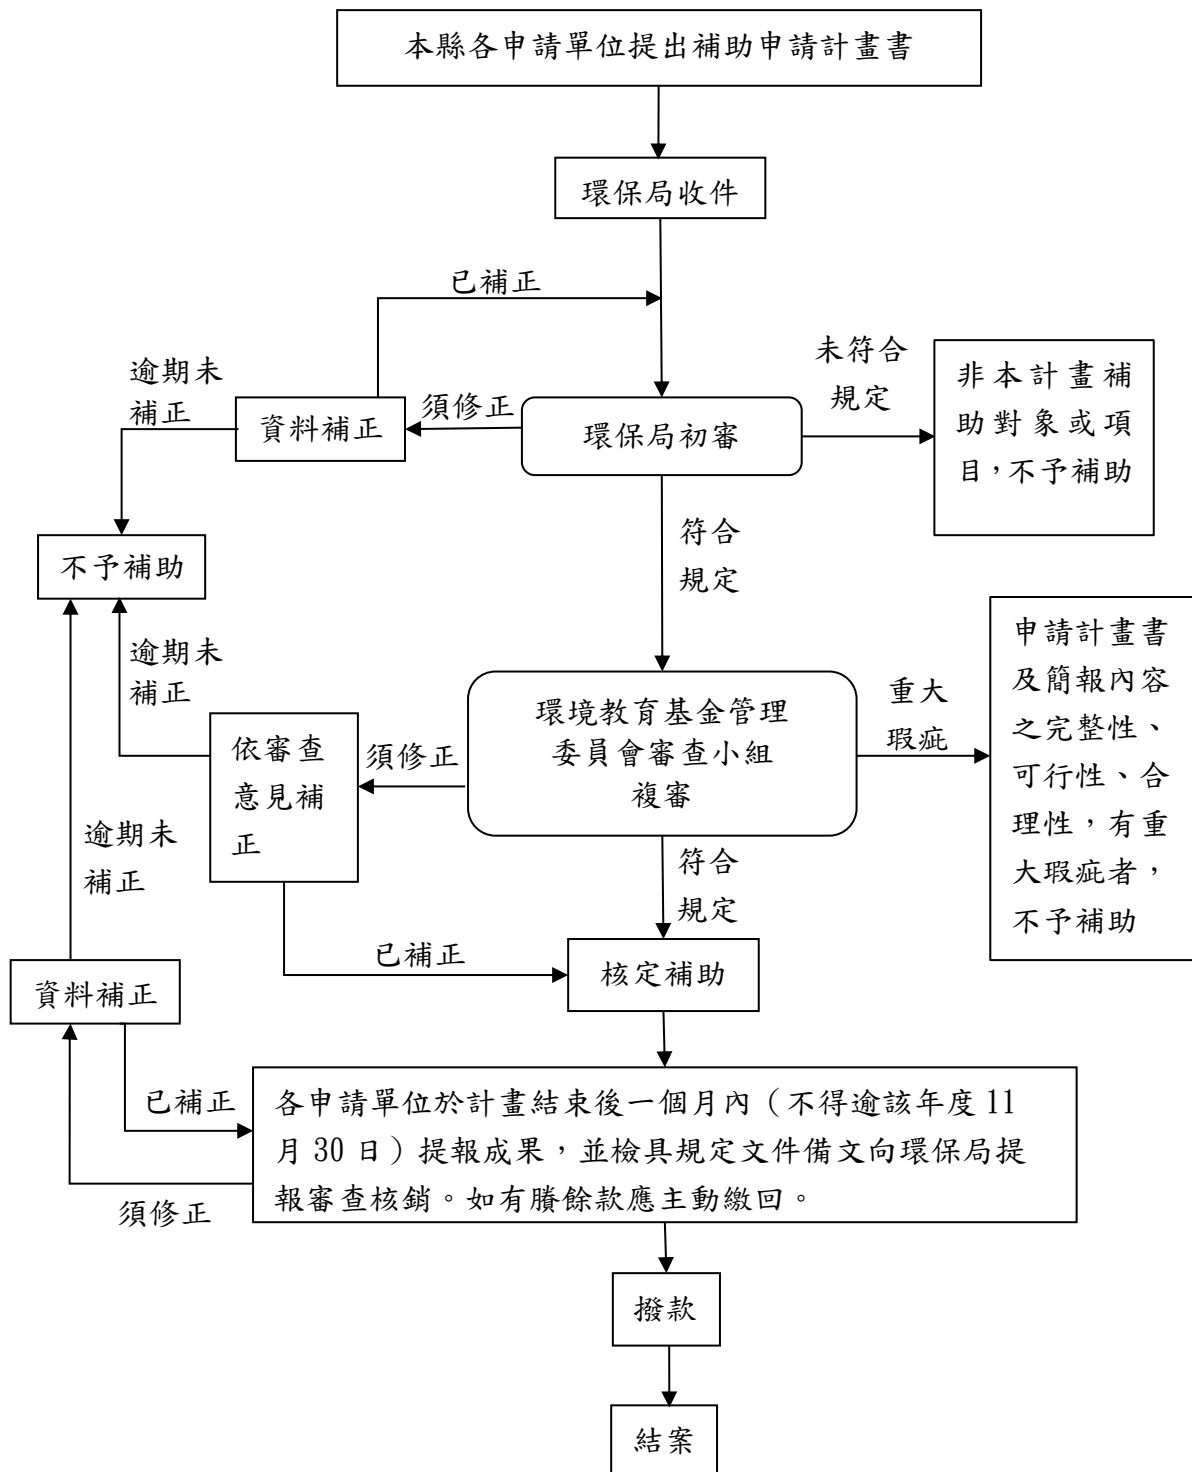 本縣各申請單位提出補助申請計畫書
環保局收件
已補正
逾期未
補正
資料補正
須修正
環保局初審
未符合
規定
非本計畫補
助對象或項
目,不予補助
符合
規定
不予補助
逾期未
補正
依審查
意見補
正
須修正
環境教育基金管理
委員會審查小組
複審
重大
瑕疵
申請計畫書
及簡報內容
之完整性、
可行性、合
理性,有重
大瑕疵者,
不予補助
逾期未
補正
符合
規定
已補正
核定補助
資料補正
已補正
須修正
各申請單位於計畫結束後一個月內(不得逾該年度 11
月 30 日)提報成果,並檢具規定文件備文向環保局提
報審查核銷。如有賸餘款應主動繳回。
撥款
結案